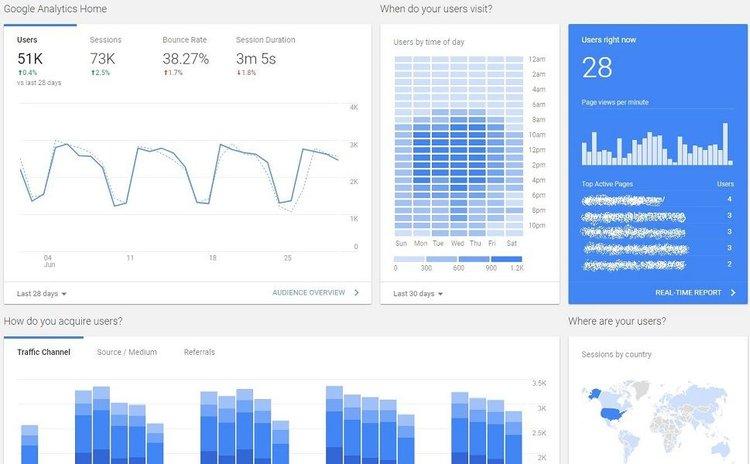 Google Analytics Home
Users
Sessions
Bounce Rate
Session Duration
51K
73K
38.27%
3m 5s
0.4%
2.5%
1.7%
1.8%
vs last 28 days
4K
3K
2K
1K
0
04
Jun
11
18
25
Last 28 days
AUDIENCE OVERVIEW
When do your users visit?
Users by time of day
12am
2am
4am
6am
8am
10am
12pm
2pm
4pm
6pm
8pm
10pm
Sun Mon Tue Wed Thu Fri Sat
0 300 600 900 1.2K
Last 30 days
Users right now
28
Page views per minute
Top Active Pages Users
4
3
3
3
2
REAL-TIME REPORT
How do you acquire users?
Traffic Channel
Source / Medium
Referrals
3.5K
3K
2.5K
2K
Where are your users?
Sessions by country